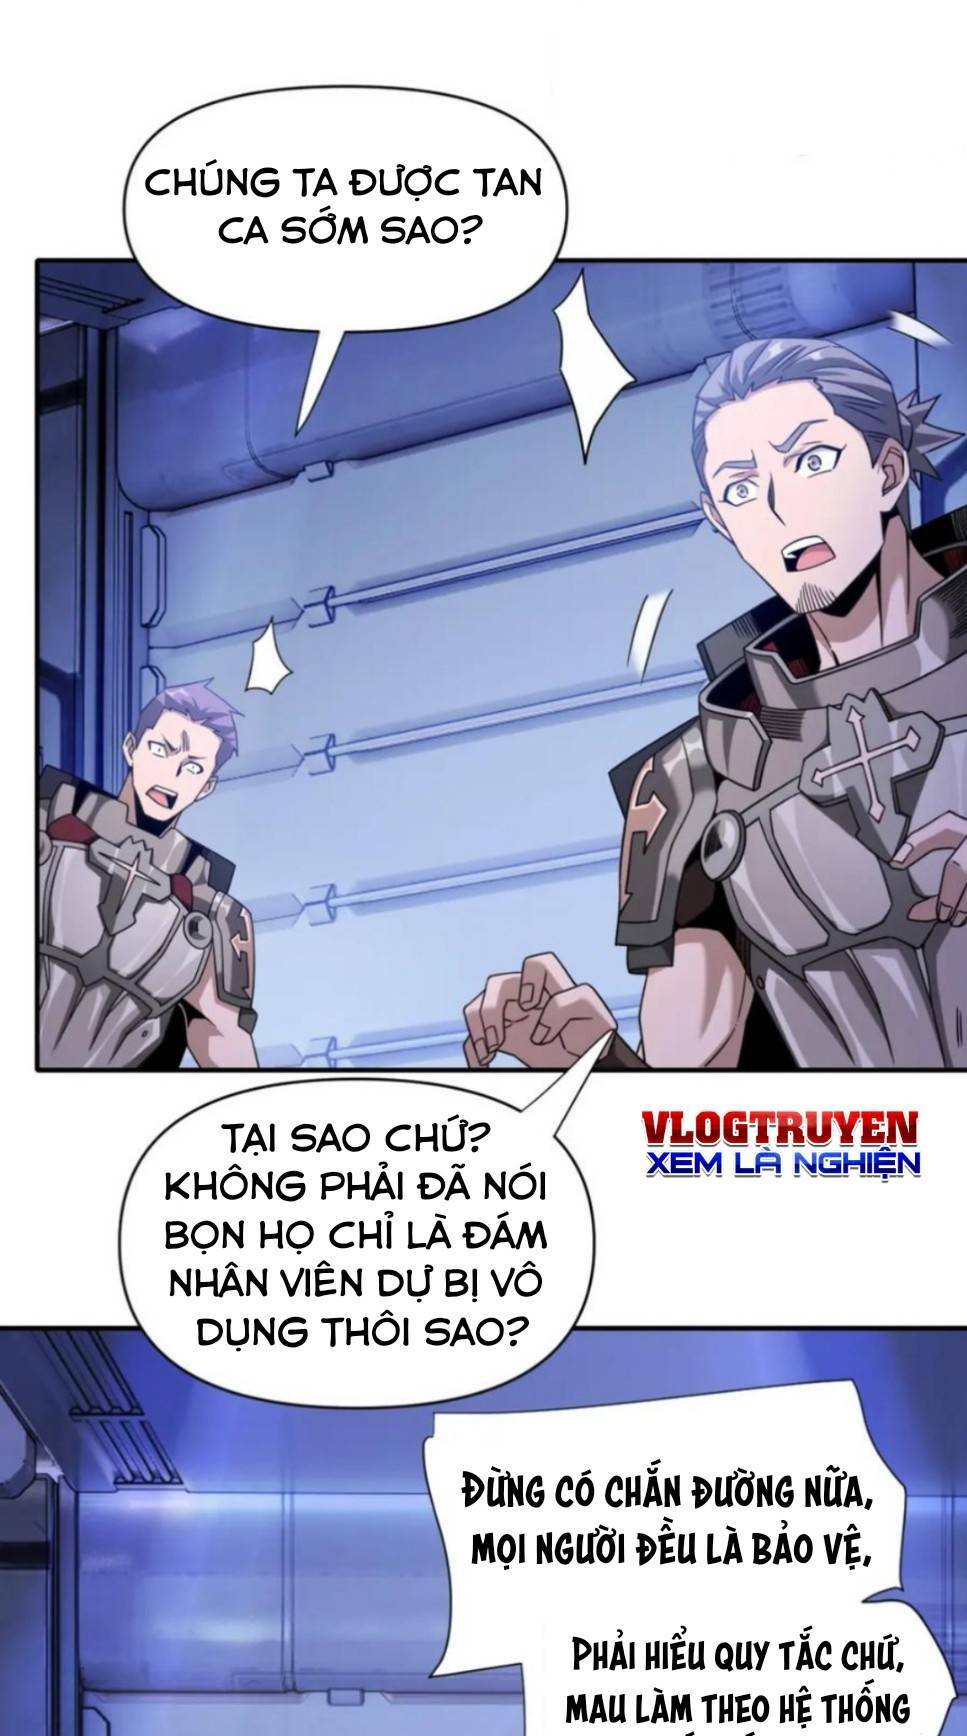 CHÚNG TA ĐƯỢC TAN
CA SỚM SAO?
TẠI SAO CHỨ?
KHÔNG PHẢI ĐÃ NÓI
BỌN HỌ CHỈ LÀ ĐÁM
NHÂN VIÊN DỰ BỊ VÔ
DỤNG THÔI SAO?
VLOGTRUYEN
XEM LÀ NGHIỆN
ĐỪNG CÓ CHẮN ĐƯỜNG NỮA,
MỌI NGƯỜI ĐỀU LÀ BẢO VỆ,
PHẢI HIỂU QUY TẮC CHỨ,
MAU LÀM THEO HỆ THỐNG